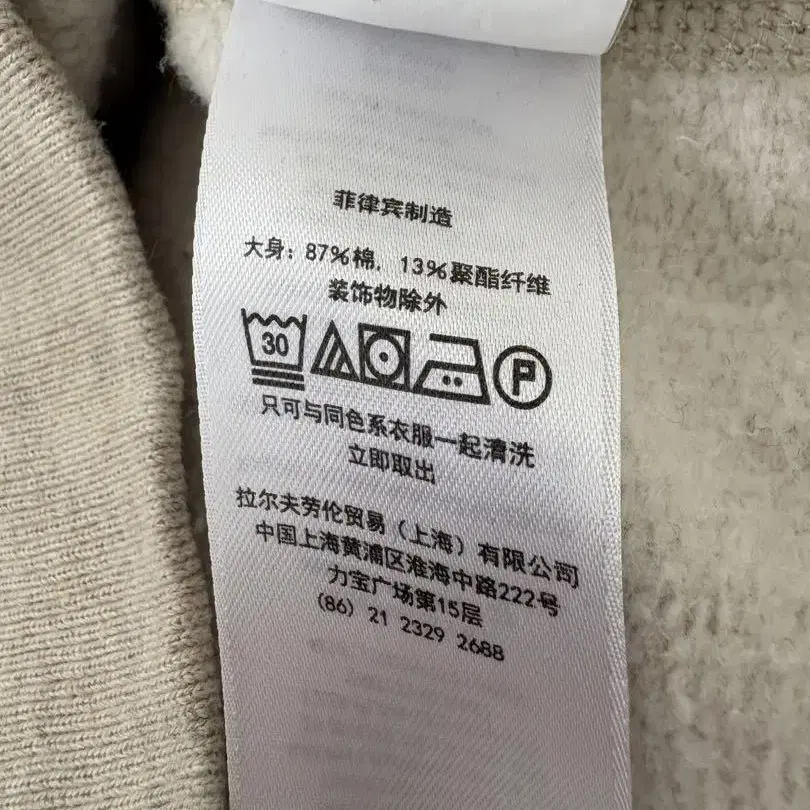 菲律宾制造
大身: 87%棉, 13%聚酯纤维
装饰物除外
30 P
只可与同色系衣服一起清洗
立即取出
拉尔夫劳伦贸易 (上海) 有限公司
中国上海黄浦区淮海中路222号
力宝广场第15层
(86) 21 2329 2688